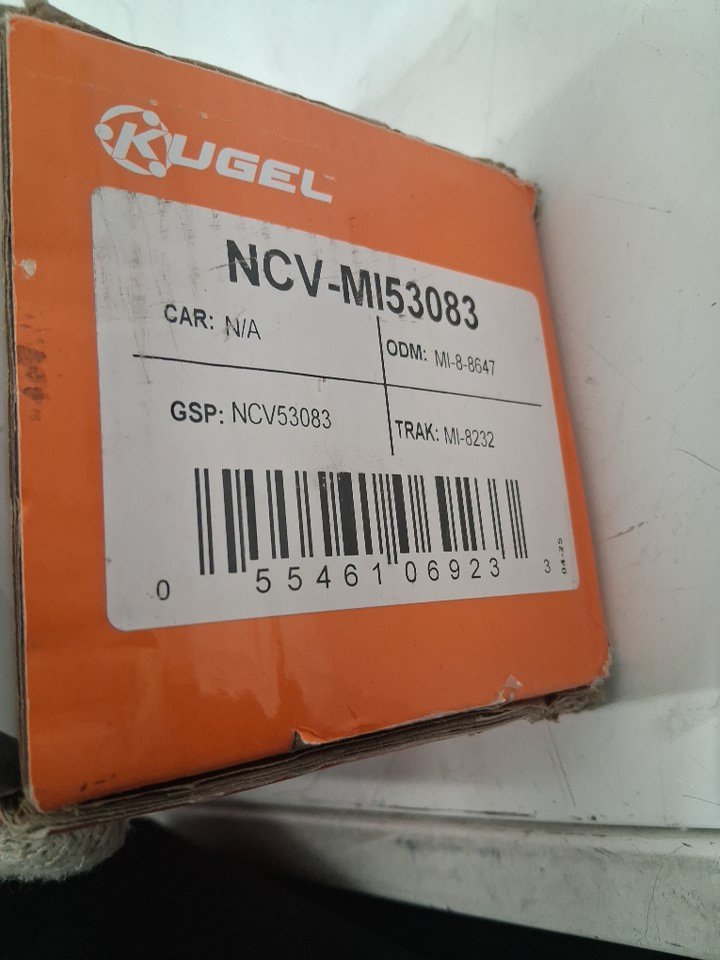 KUGEL
NCV-MI53083
CAR: N/A
ODM: MI-8-8647
GSP: NCV53083
TRAK: MI-8232
0 55461 06923 3
04-25